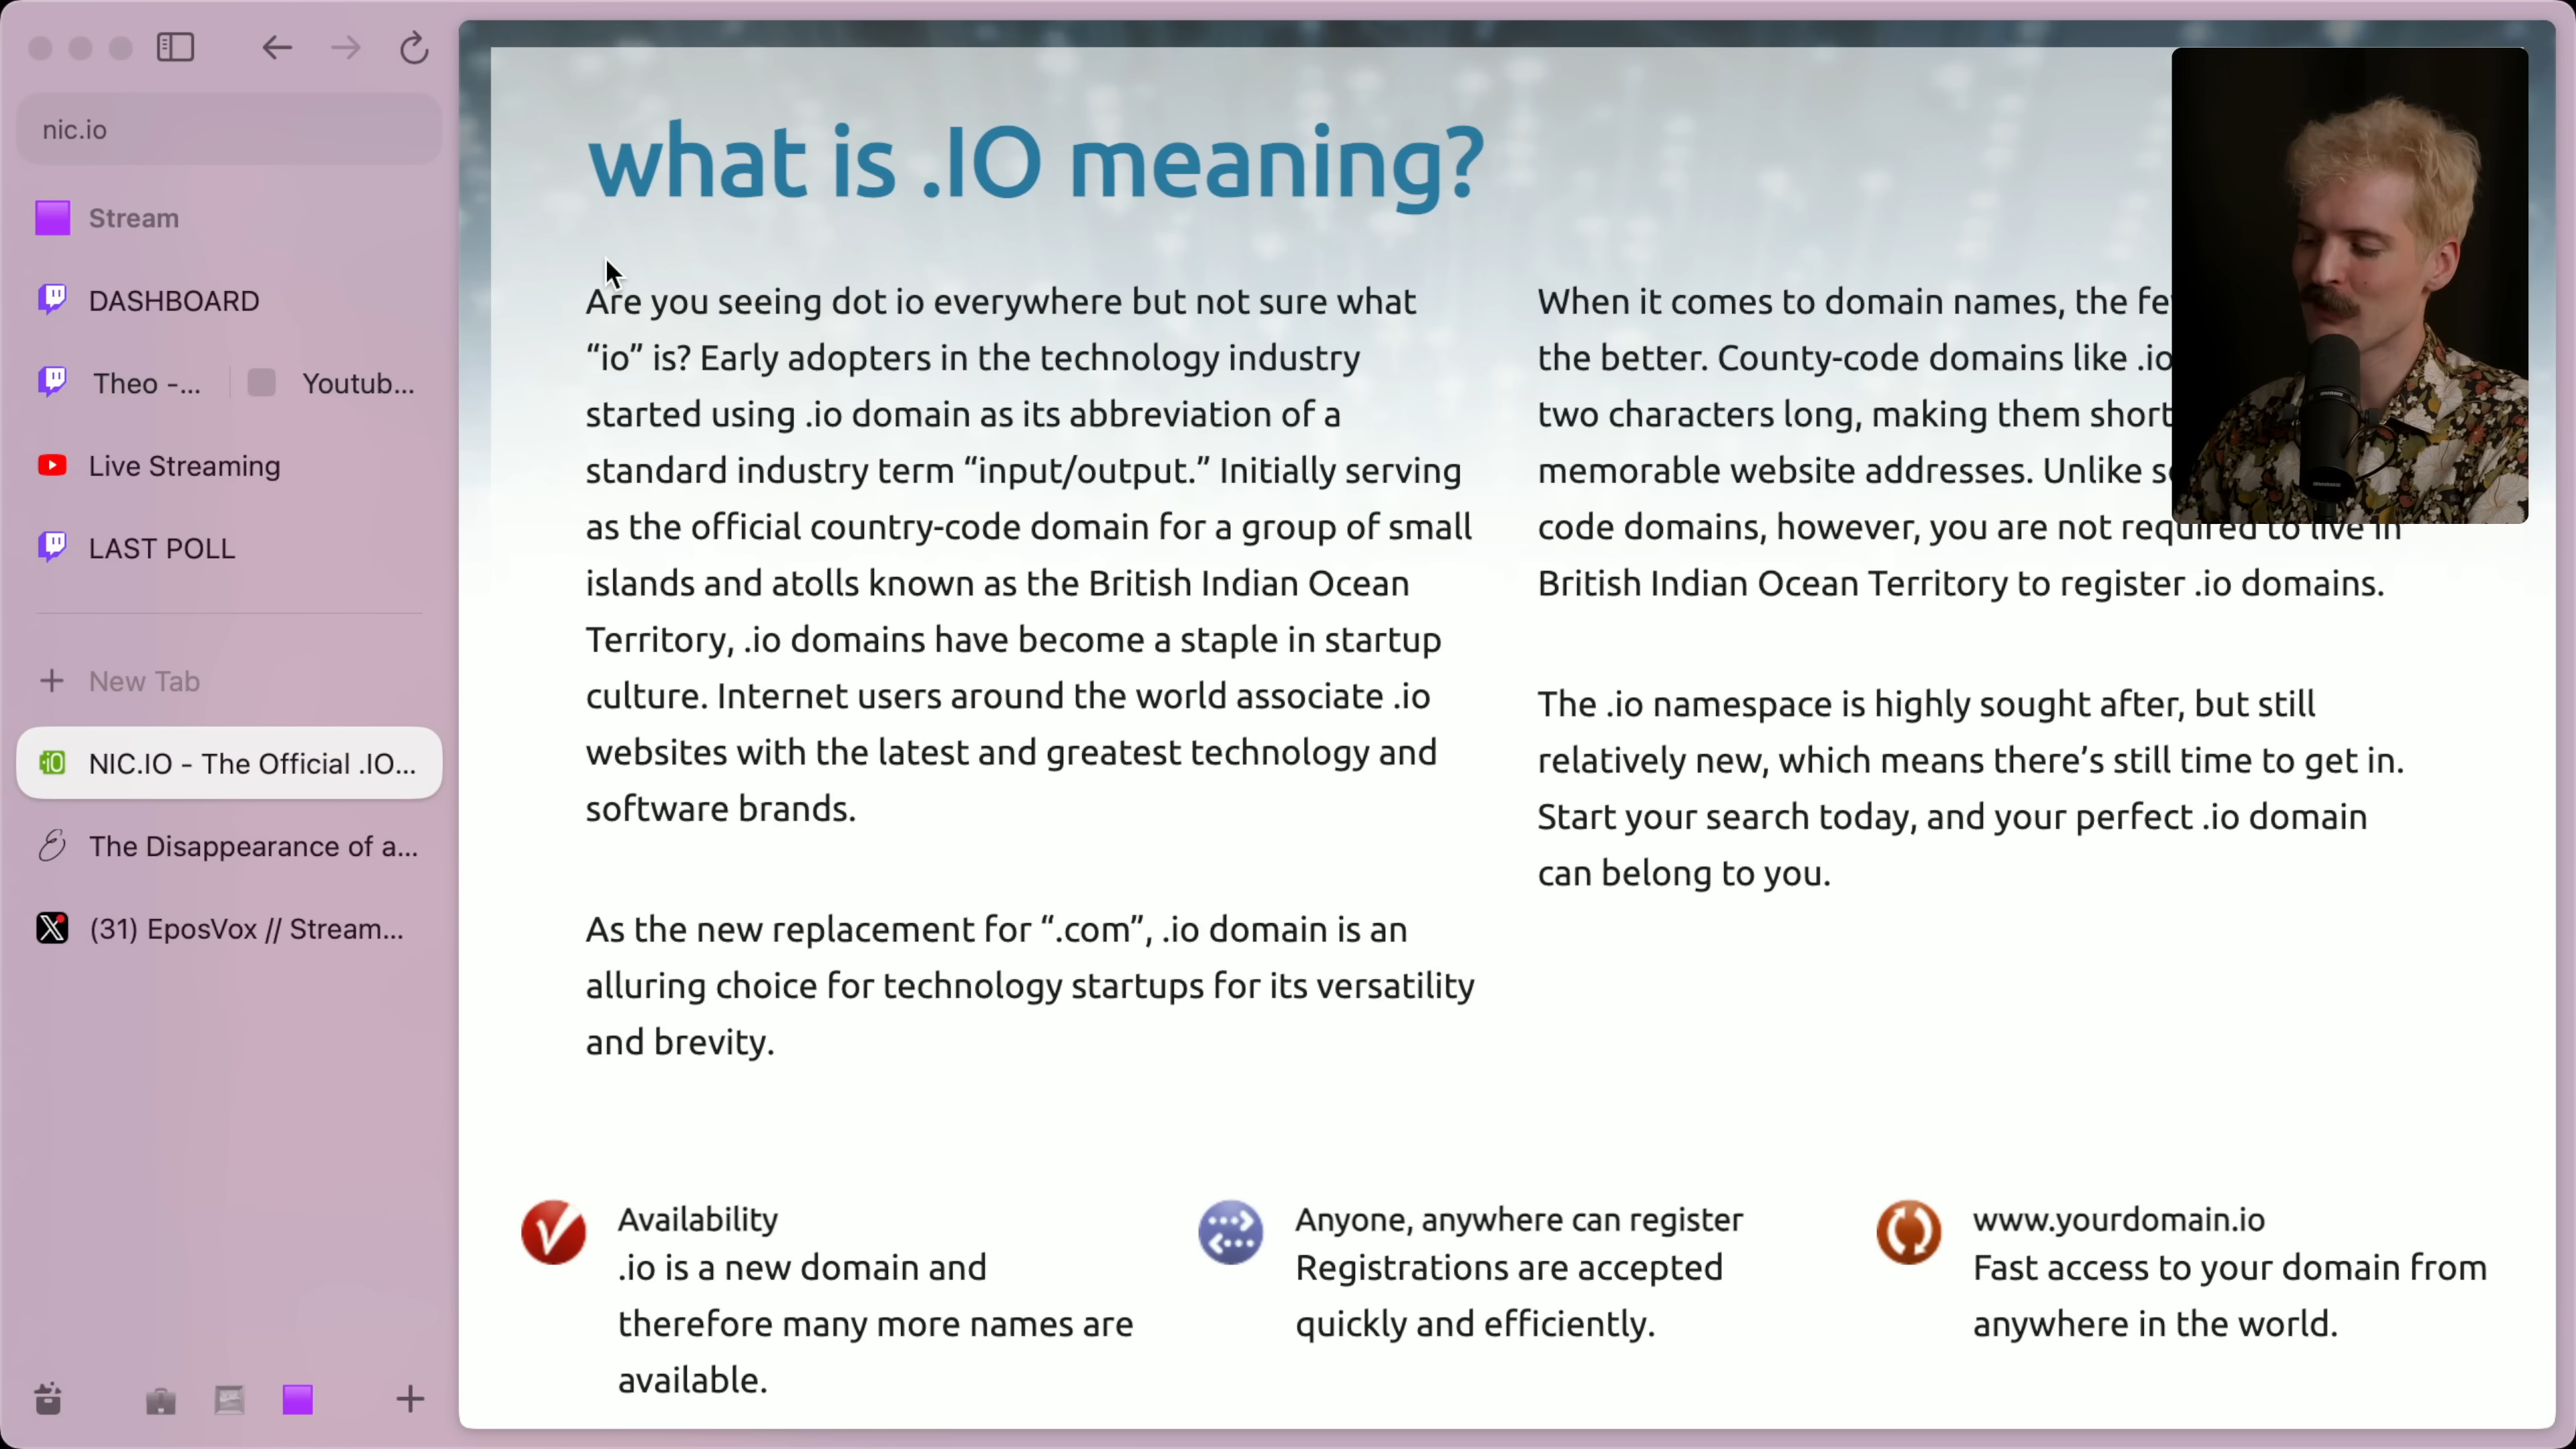 nic.io
Stream
DASHBOARD
Theo -...
Youtub...
Live Streaming
LAST POLL
New Tab
NIC.IO - The Official .IO...
The Disappearance of a...
(31) EposVox // Stream...
what is .IO meaning?
Are you seeing dot io everywhere but not sure what
“io” is? Early adopters in the technology industry
started using .io domain as its abbreviation of a
standard industry term “input/output.” Initially serving
as the official country-code domain for a group of small
islands and atolls known as the British Indian Ocean
Territory, .io domains have become a staple in startup
culture. Internet users around the world associate .io
websites with the latest and greatest technology and
software brands.
As the new replacement for “.com”, .io domain is an
alluring choice for technology startups for its versatility
and brevity.
When it comes to domain names, the
the better. County-code domains like .io
two characters long, making them short
memorable website addresses. Unlike
code domains, however, you are not required to live in
British Indian Ocean Territory to register .io domains.
The .io namespace is highly sought after, but still
relatively new, which means there’s still time to get in.
Start your search today, and your perfect .io domain
can belong to you.
Availability
.io is a new domain and
therefore many more names are
available.
Anyone, anywhere can register
Registrations are accepted
quickly and efficiently.
www.yourdomain.io
Fast access to your domain from
anywhere in the world.